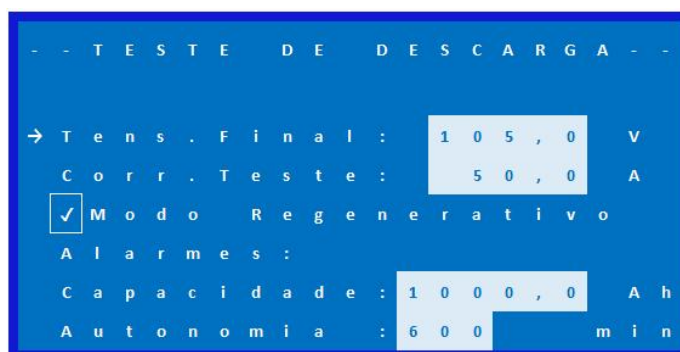 --TESTE DE DESCARGA--
→Tens.Final: 105,0 V
Corr.Teste: 50,0 A
✓Modo Regenerativo
Alarmes:
Capacidade:1000,0 Ah
Autonomia :600 min